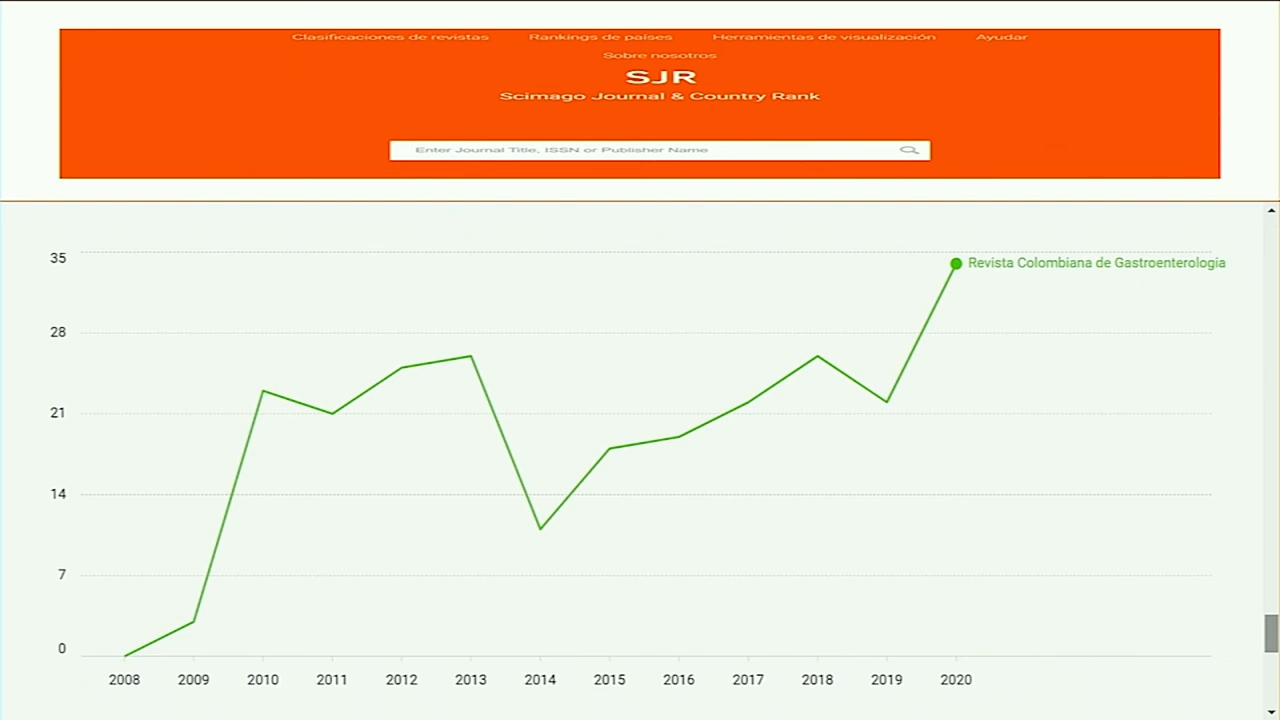 Clasificaciones de revistas Rankings de países Herramientas de visualización Ayudar
Sobre nosotros
SJR
Scimago Journal & Country Rank
Enter Journal Title, ISSN or Publisher Name
35
Revista Colombiana de Gastroenterologia
28
21
14
7
0
2008 2009 2010 2011 2012 2013 2014 2015 2016 2017 2018 2019 2020